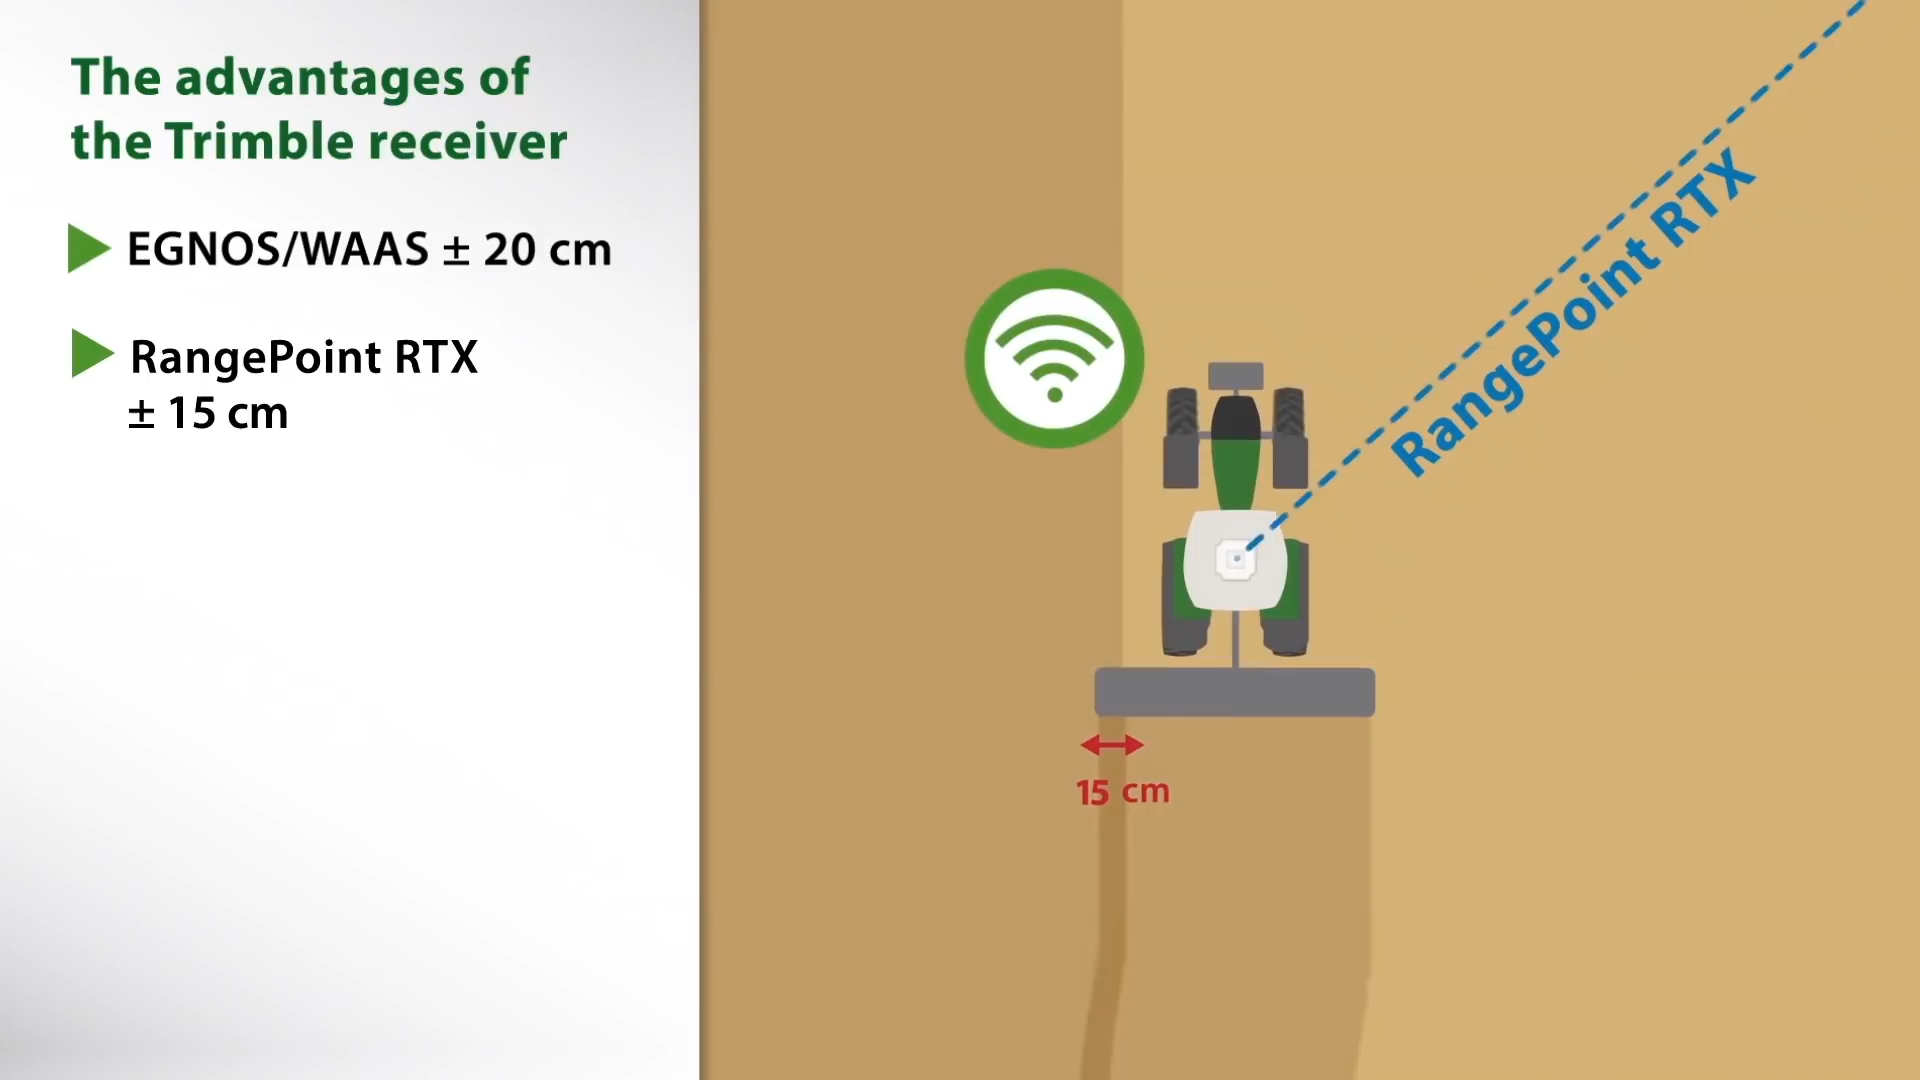 The advantages of
the Trimble receiver
EGNOS/WAAS ± 20 cm
RangePoint RTX
± 15 cm
RangePoint RTX
15 cm